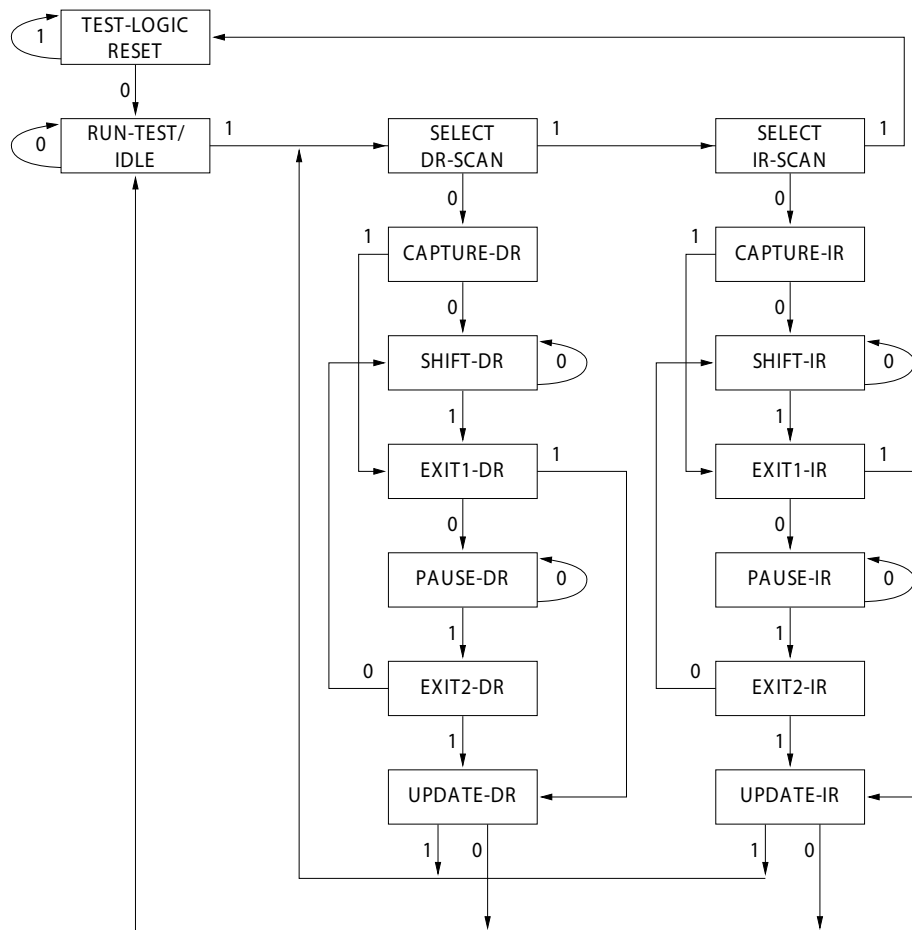 TEST-LOGIC
RESET
1
0
RUN-TEST/
IDLE
0
1
SELECT
DR-SCAN
1
SELECT
IR-SCAN
1
0
0
1
CAPTURE-DR
1
CAPTURE-IR
0
0
SHIFT-DR
0
SHIFT-IR
0
1
1
EXIT1-DR
1
EXIT1-IR
1
0
0
PAUSE-DR
0
PAUSE-IR
0
1
1
0
EXIT2-DR
0
EXIT2-IR
1
1
UPDATE-DR
UPDATE-IR
1
0
1
0